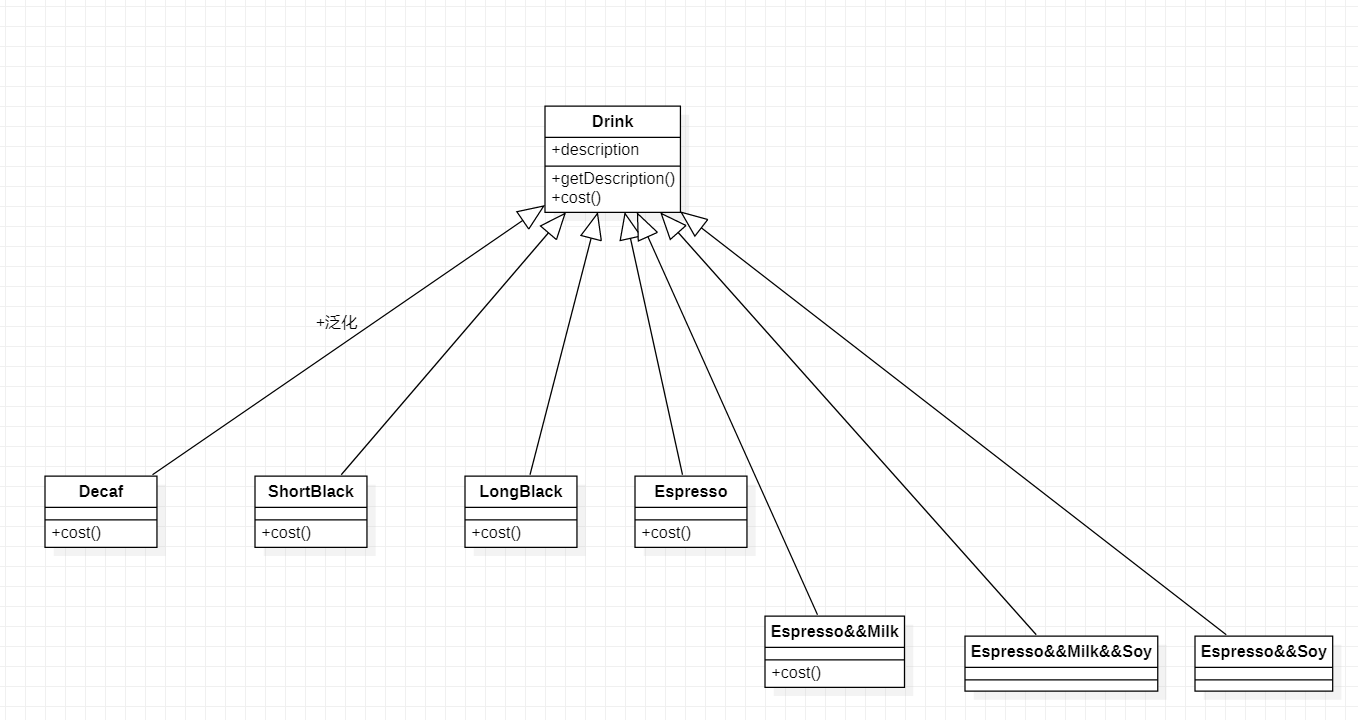 Drink
+description
+getDescription()
+cost()
+泛化
Decaf
+cost()
ShortBlack
+cost()
LongBlack
+cost()
Espresso
+cost()
Espresso&&Milk
+cost()
Espresso&&Milk&&Soy
Espresso&&Soy